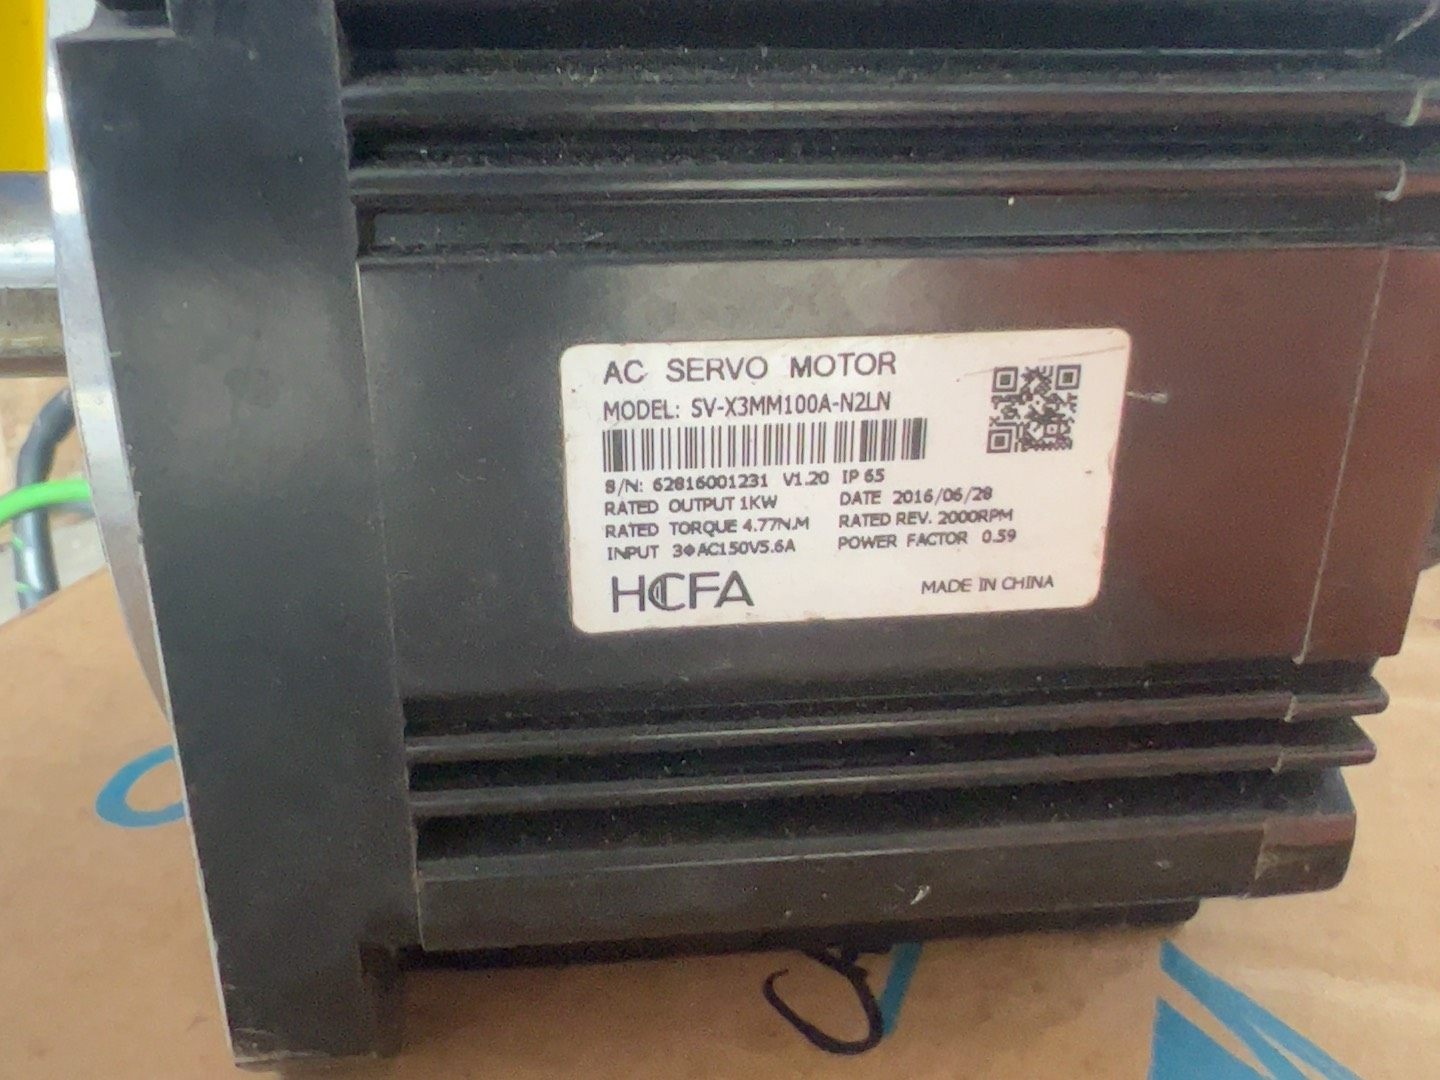 AC SERVO MOTOR
MODEL: SV-X3MM100A-N2LN
S/N: 62816001231 V1.20 IP 65
RATED OUTPUT 1KW DATE 2016/06/28
RATED TORQUE 4.77N.M RATED REV. 2000RPM
INPUT 3ΦAC150V5.6A POWER FACTOR 0.59
HCFA MADE IN CHINA